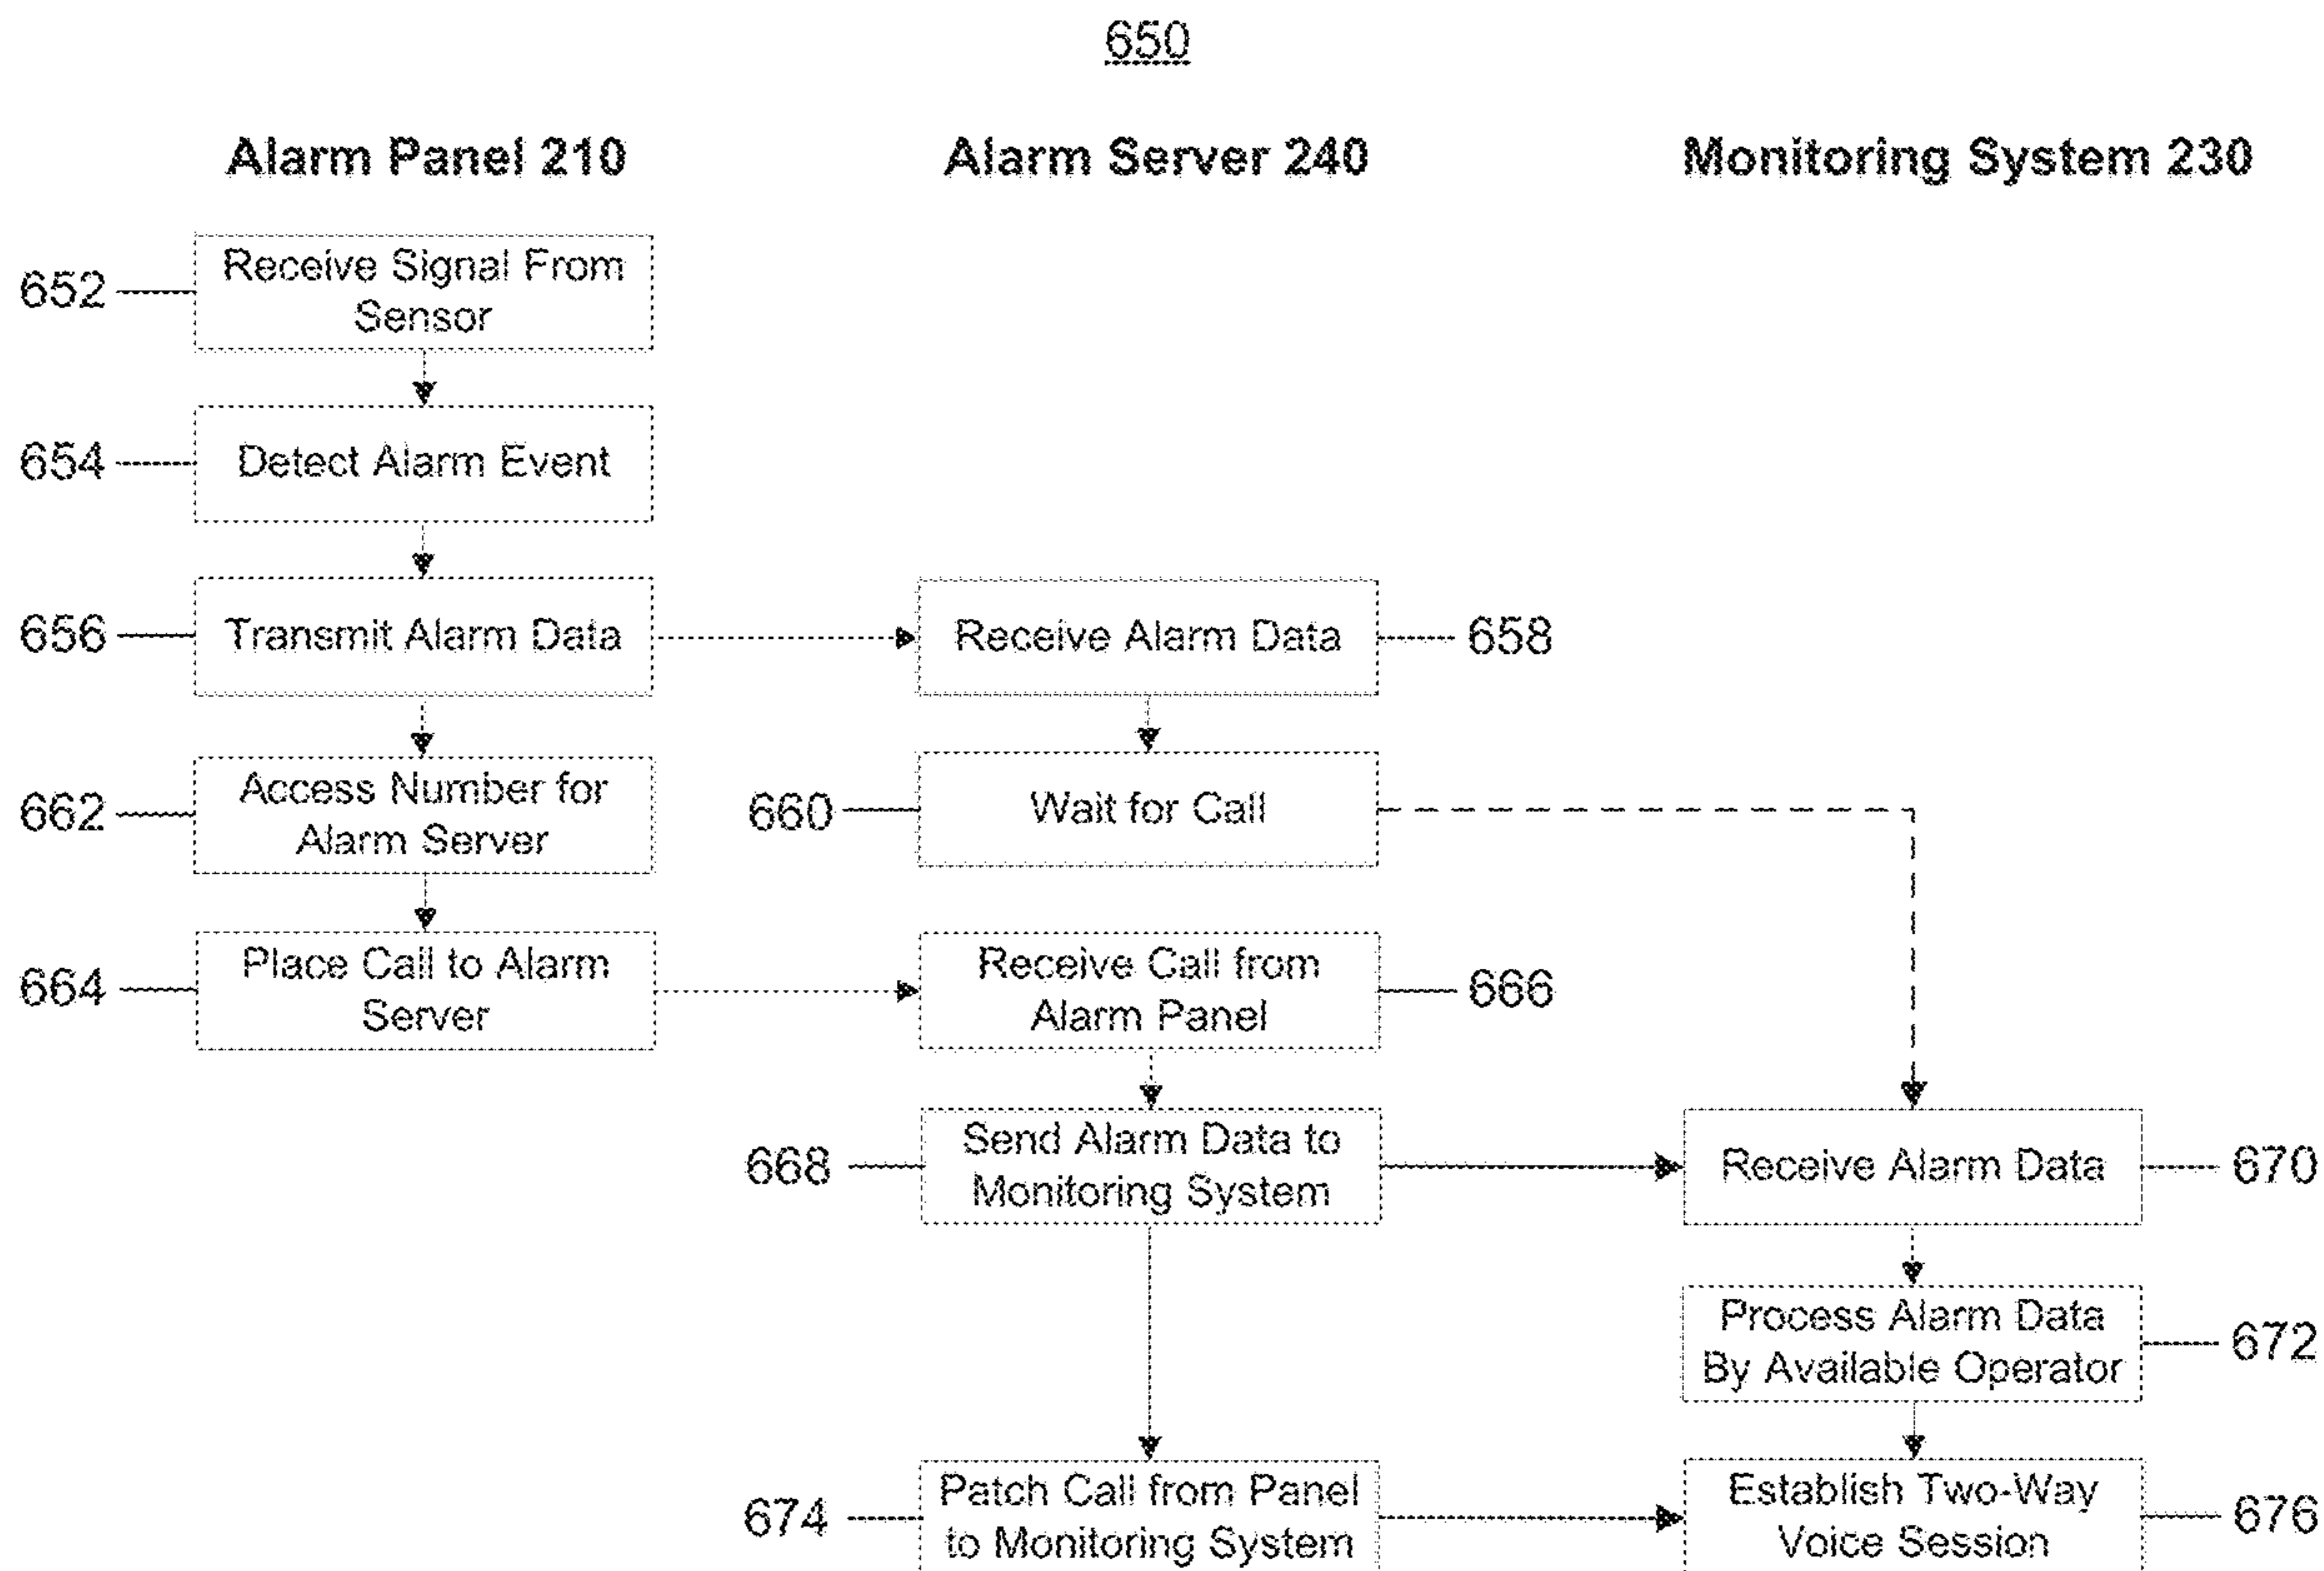 650
Alarm Panel 210
Alarm Server 240
Monitoring System 230
652
Receive Signal From
Sensor
654
Detect Alarm Event
656
Transmit Alarm Data
Receive Alarm Data
658
662
Access Number for
Alarm Server
660
Wait for Call
664
Place Call to Alarm
Server
Receive Call from
Alarm Panel
666
668
Send Alarm Data to
Monitoring System
Receive Alarm Data
670
Process Alarm Data
By Available Operator
672
674
Patch Call from Panel
to Monitoring System
Establish Two-Way
Voice Session
676